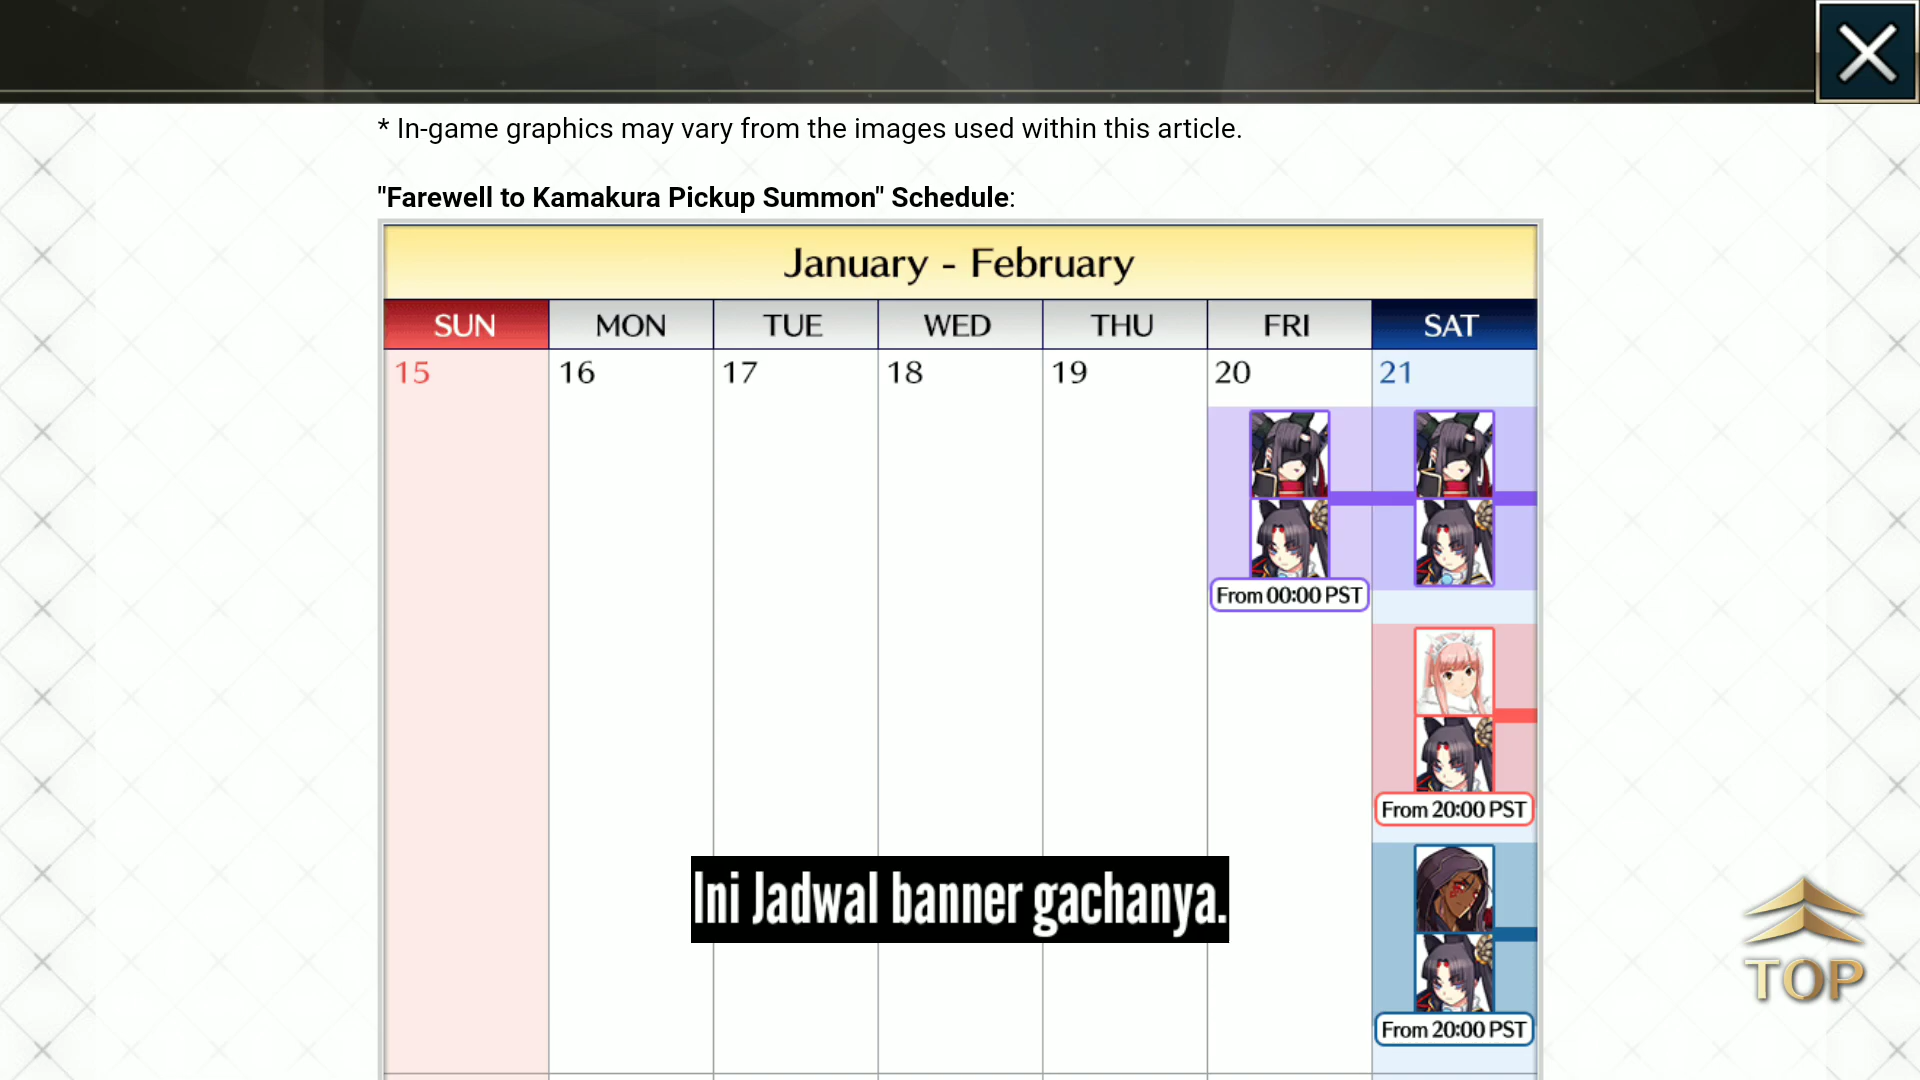 * In-game graphics may vary from the images used within this article.
"Farewell to Kamakura Pickup Summon" Schedule:
January - February
SUN MON TUE WED THU FRI SAT
15 16 17 18 19 20 21
From 00:00 PST
From 20:00 PST
Ini Jadwal banner gachanya.
TOP
From 20:00 PST